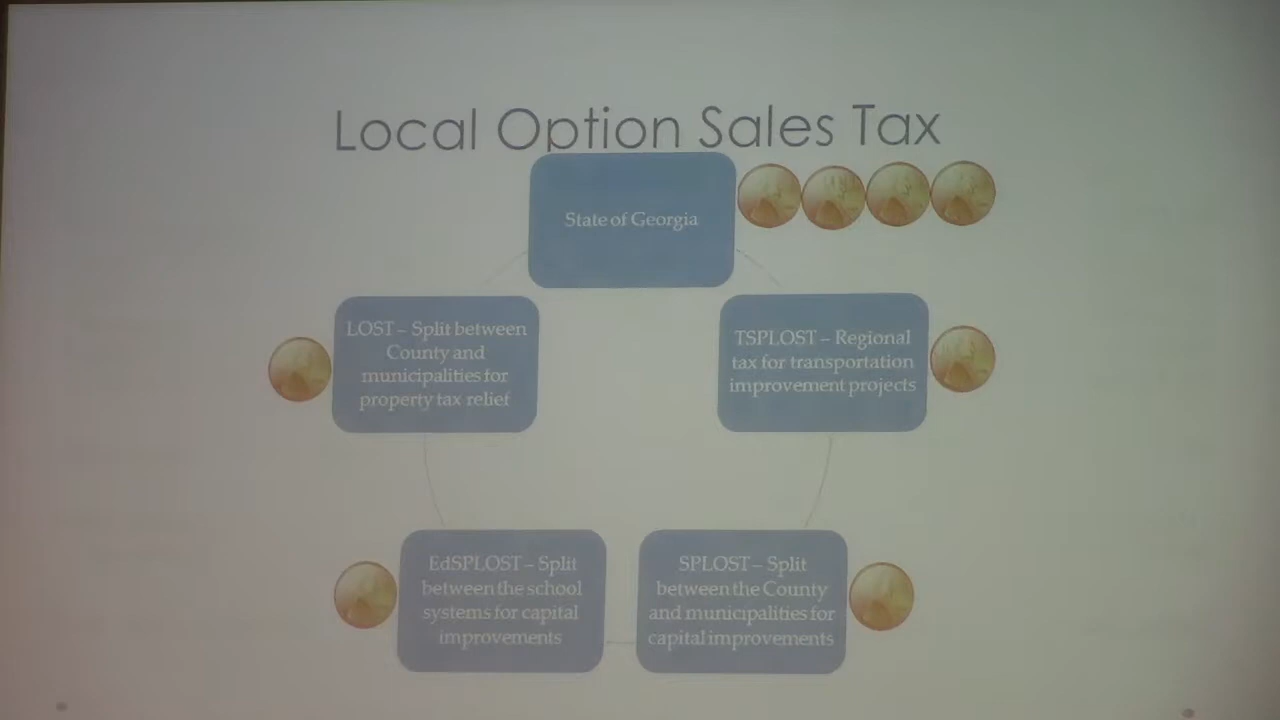 Local Option Sales Tax
State of Georgia
LOST – Split between
County and
municipalities for
property tax relief
TSPLOST – Regional
tax for transportation
improvement projects
EdSPLOST – Split
between the school
systems for capital
improvements
SPLOST – Split
between the County
and municipalities for
capital improvements